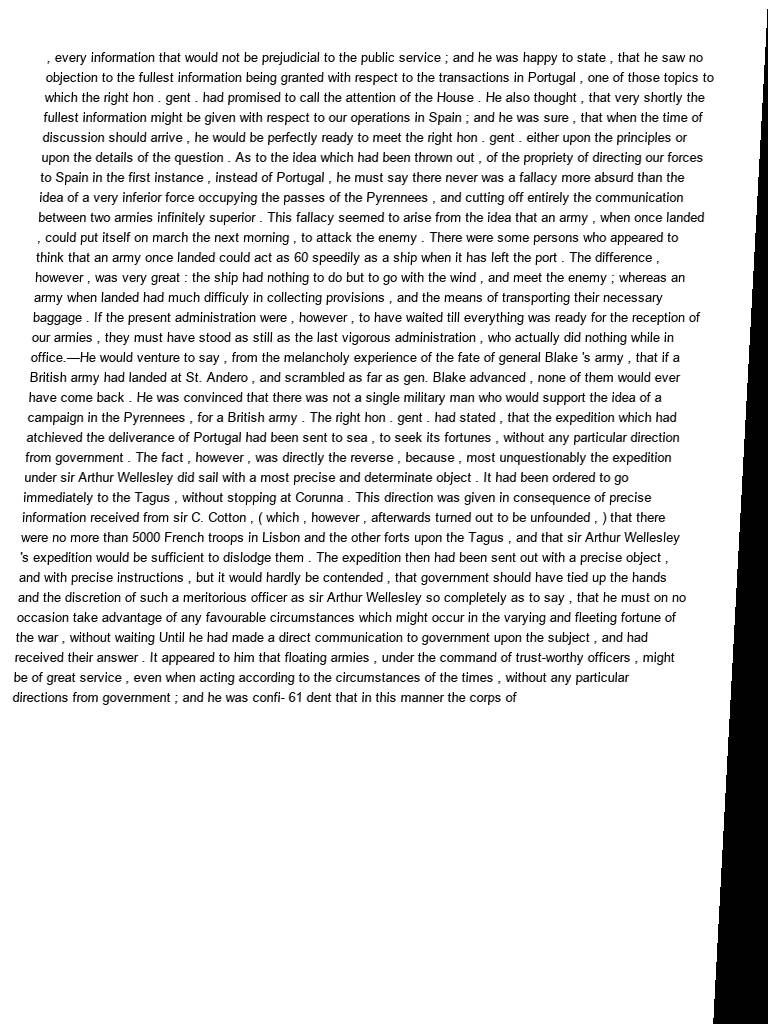 , every information that would not be prejudicial to the public service ; and he was happy to state , that he saw no
objection to the fullest information being granted with respect to the transactions in Portugal , one of those topics to
which the right hon . gent . had promised to call the attention of the House . He also thought , that very shortly the
fullest information might be given with respect to our operations in Spain ; and he was sure , that when the time of
discussion should arrive , he would be perfectly ready to meet the right hon . gent . either upon the principles or
upon the details of the question . As to the idea which had been thrown out , of the propriety of directing our forces
to Spain in the first instance , instead of Portugal , he must say there never was a fallacy more absurd than the
idea of a very inferior force occupying the passes of the Pyrennees , and cutting off entirely the communication
between two armies infinitely superior . This fallacy seemed to arise from the idea that an army , when once landed
, could put itself on march the next morning , to attack the enemy . There were some persons who appeared to
think that an army once landed could act as 60 speedily as a ship when it has left the port . The difference ,
however , was very great : the ship had nothing to do but to go with the wind , and meet the enemy ; whereas an
army when landed had much difficuly in collecting provisions , and the means of transporting their necessary
baggage . If the present administration were , however , to have waited till everything was ready for the reception of
our armies , they must have stood as still as the last vigorous administration , who actually did nothing while in
office.—He would venture to say , from the melancholy experience of the fate of general Blake 's army , that if a
British army had landed at St. Andero , and scrambled as far as gen. Blake advanced , none of them would ever
have come back . He was convinced that there was not a single military man who would support the idea of a
campaign in the Pyrennees , for a British army . The right hon . gent . had stated , that the expedition which had
atchieved the deliverance of Portugal had been sent to sea , to seek its fortunes , without any particular direction
from government . The fact , however , was directly the reverse , because , most unquestionably the expedition
under sir Arthur Wellesley did sail with a most precise and determinate object . It had been ordered to go
immediately to the Tagus , without stopping at Corunna . This direction was given in consequence of precise
information received from sir C. Cotton , ( which , however , afterwards turned out to be unfounded , ) that there
were no more than 5000 French troops in Lisbon and the other forts upon the Tagus , and that sir Arthur Wellesley
's expedition would be sufficient to dislodge them . The expedition then had been sent out with a precise object ,
and with precise instructions , but it would hardly be contended , that government should have tied up the hands
and the discretion of such a meritorious officer as sir Arthur Wellesley so completely as to say , that he must on no
occasion take advantage of any favourable circumstances which might occur in the varying and fleeting fortune of
the war , without waiting Until he had made a direct communication to government upon the subject , and had
received their answer . It appeared to him that floating armies , under the command of trust-worthy officers , might
be of great service , even when acting according to the circumstances of the times , without any particular
directions from government ; and he was confi- 61 dent that in this manner the corps of